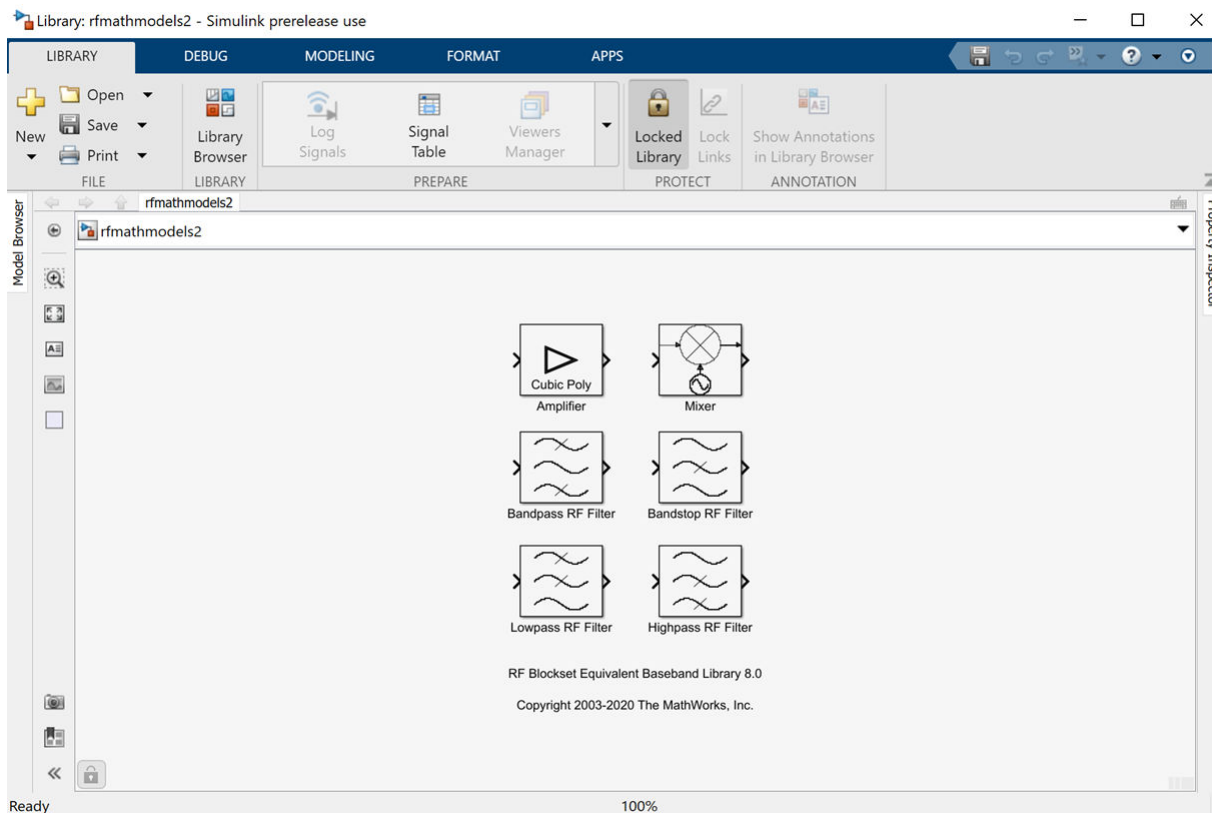 Library: rfmathmodels2 - Simulink prerelease use
LIBRARY DEBUG MODELING FORMAT APPS
New
Open
Save
Print
FILE
Library
Browser
LIBRARY
Log
Signals
Signal
Table
Viewers
Manager
PREPARE
Locked
Library
Lock
Links
PROTECT
Show Annotations
in Library Browser
ANNOTATION
Model Browser
rfmathmodels2
rfmathmodels2
Property Inspector
Cubic Poly
Amplifier
Mixer
Bandpass RF Filter
Bandstop RF Filter
Lowpass RF Filter
Highpass RF Filter
RF Blockset Equivalent Baseband Library 8.0
Copyright 2003-2020 The MathWorks, Inc.
Ready
100%